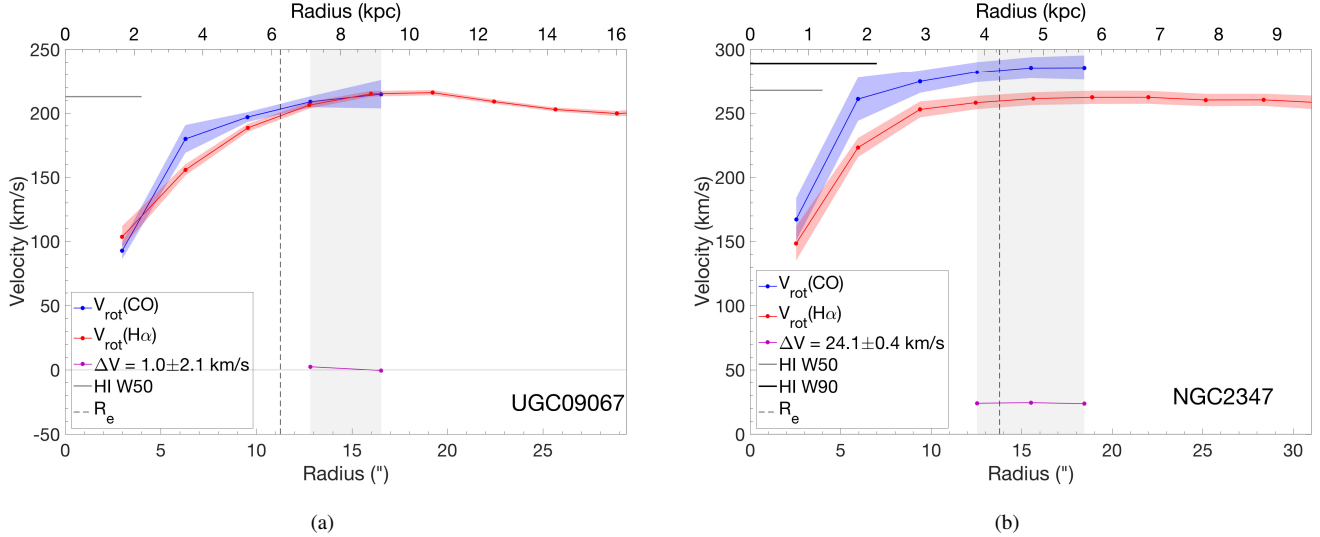 Radius (kpc)
0 2 4 6 8 10 12 14 16
250
200
150
100
50
0
-50
Velocity (km/s)
V_rot(CO)
V_rot(Hα)
ΔV = 1.0±2.1 km/s
HI W50
R_e
UGC09067
0 5 10 15 20 25
Radius (")
(a)
Radius (kpc)
0 1 2 3 4 5 6 7 8 9
300
250
200
150
100
50
0
Velocity (km/s)
V_rot(CO)
V_rot(Hα)
ΔV = 24.1±0.4 km/s
HI W50
HI W90
R_e
NGC2347
0 5 10 15 20 25 30
Radius (")
(b)